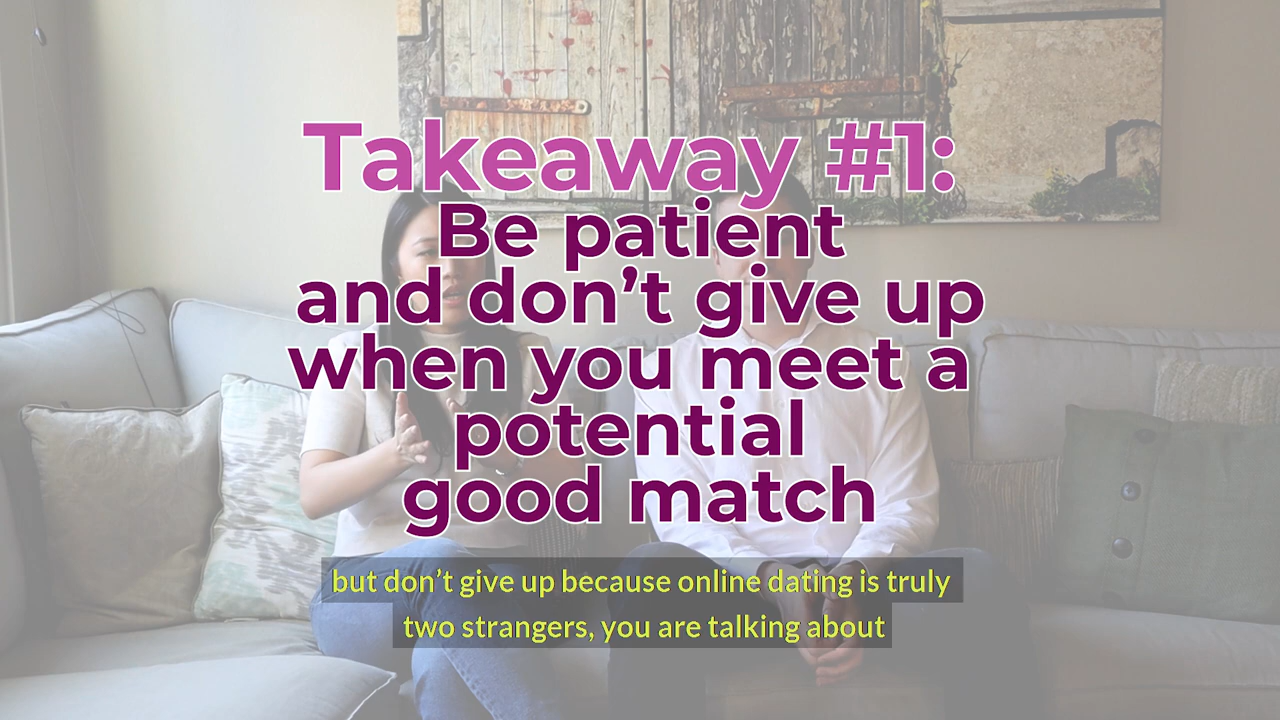 Takeaway #1:
Be patient
and don’t give up
when you meet a
potential
good match
but don’t give up because online dating is truly
two strangers, you are talking about